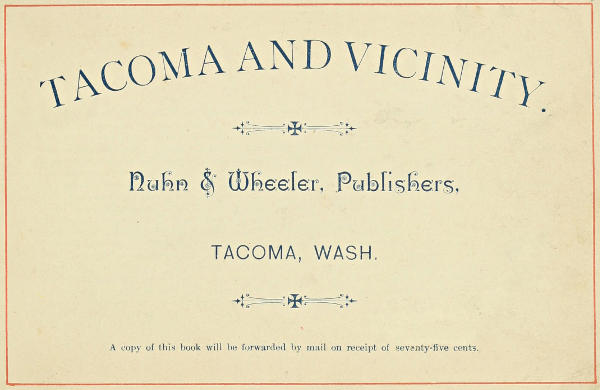 TACOMA AND VICINITY.
Nuhn & Wheeler, Publishers,
TACOMA, WASH.
A copy of this book will be forwarded by mail on receipt of seventy-five cents.